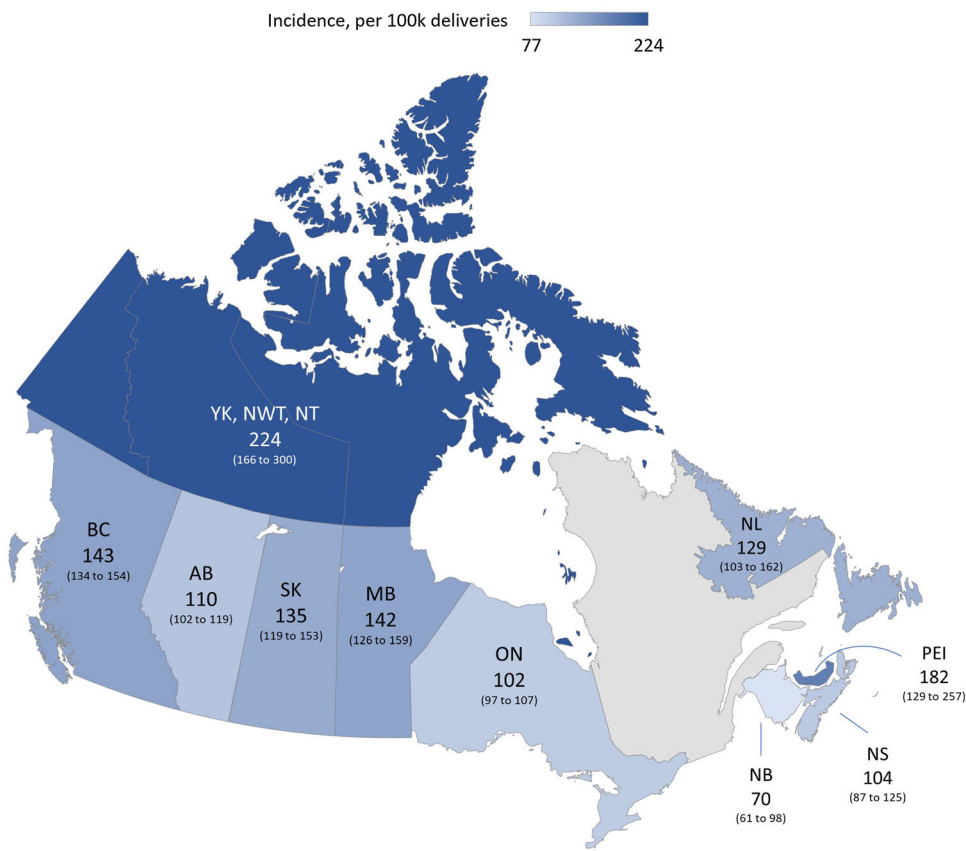 Incidence, per 100k deliveries
77 224
YK, NWT, NT
224
(166 to 300)
BC
143
(134 to 154)
AB
110
(102 to 119)
SK
135
(119 to 153)
MB
142
(126 to 159)
ON
102
(97 to 107)
NL
129
(103 to 162)
PEI
182
(129 to 257)
NS
104
(87 to 125)
NB
70
(61 to 98)